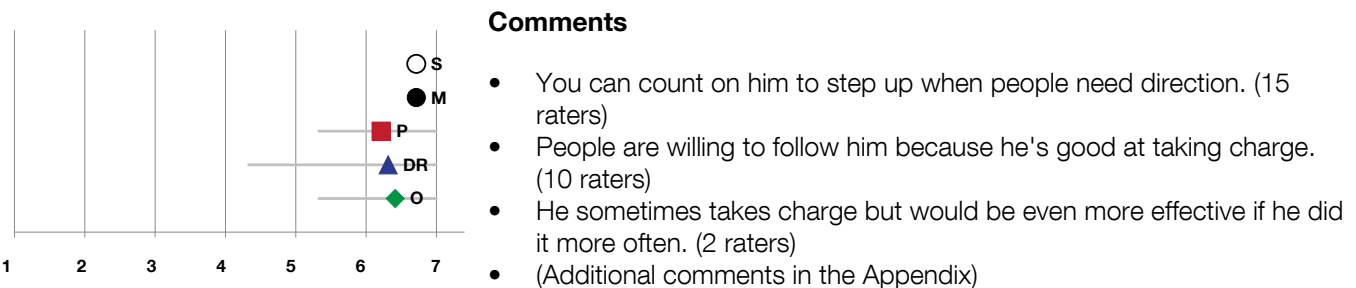 Comments
S
M
P
DR
O
1 2 3 4 5 6 7
• You can count on him to step up when people need direction. (15
raters)
• People are willing to follow him because he's good at taking charge.
(10 raters)
• He sometimes takes charge but would be even more effective if he did
it more often. (2 raters)
• (Additional comments in the Appendix)